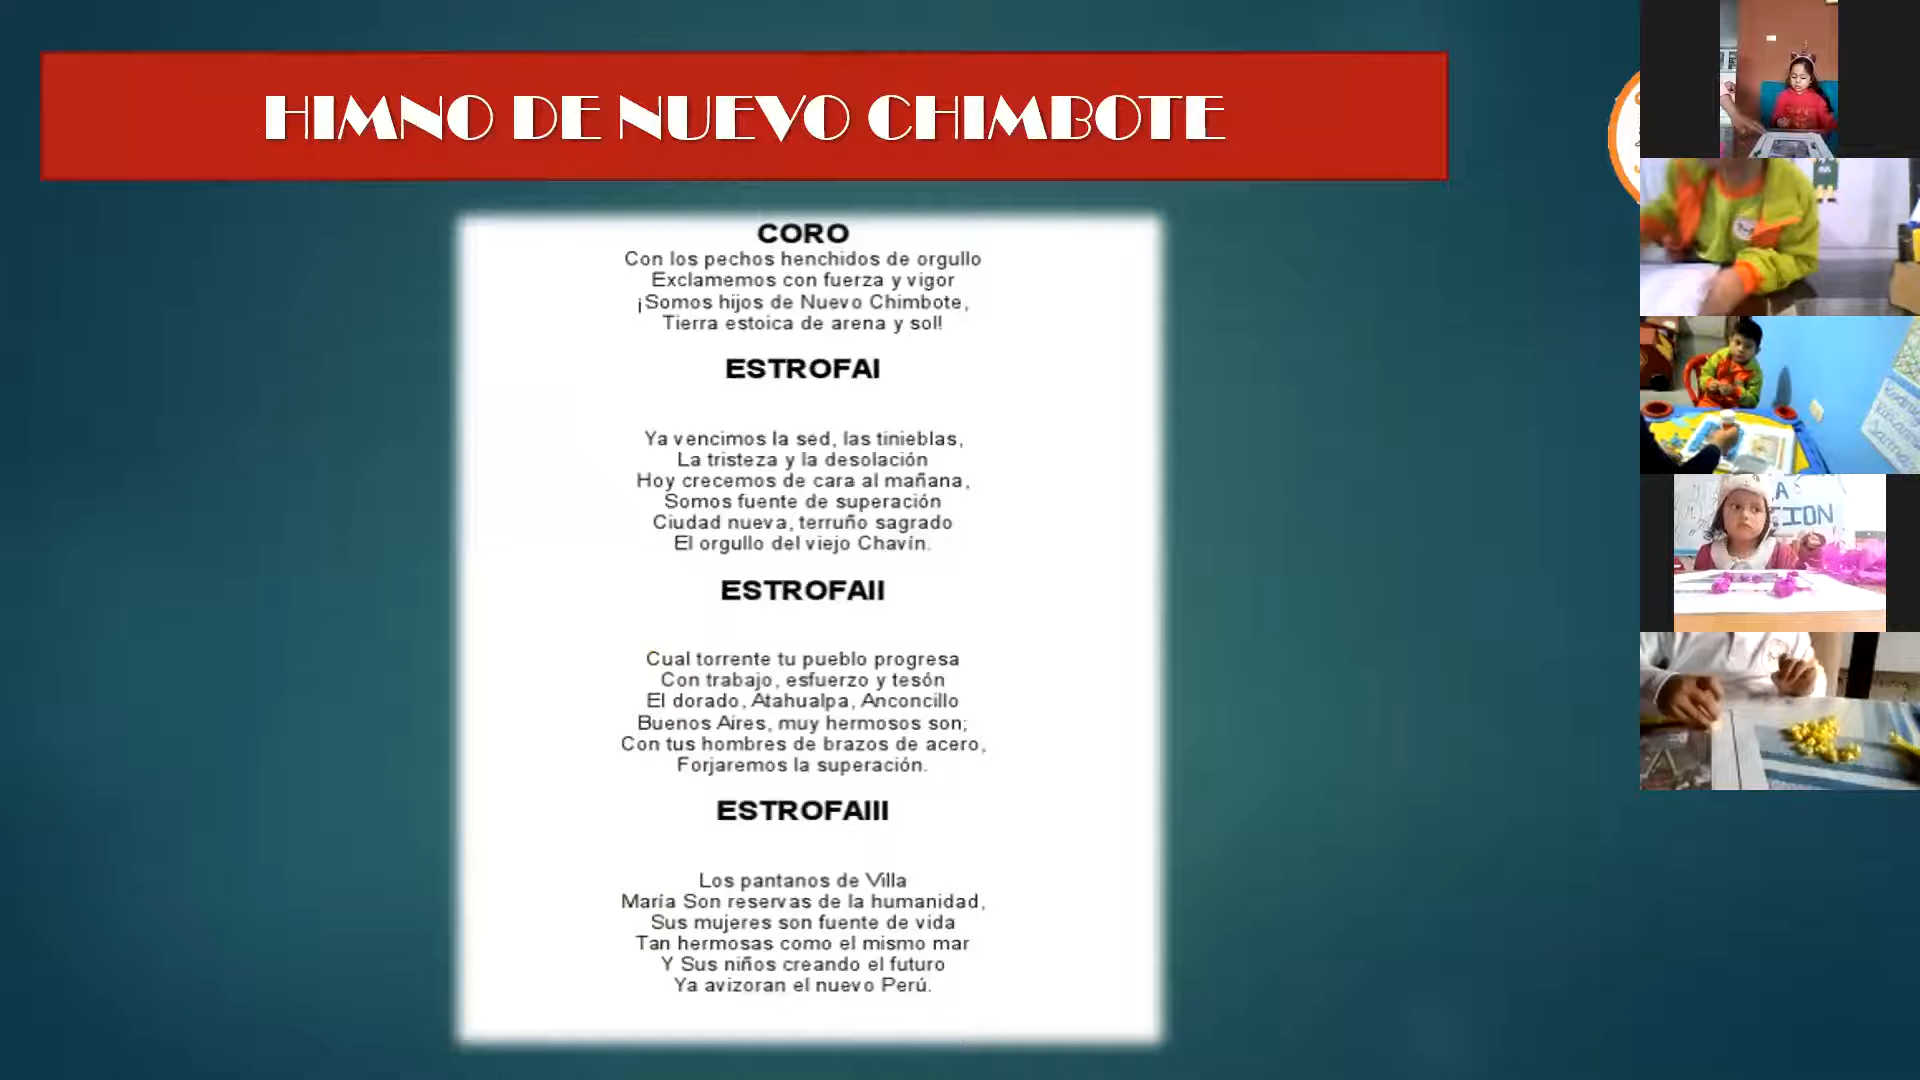 HIMNO DE NUEVO CHIMBOTE
CORO
Con los pechos henchidos de orgullo
Exclamemos con fuerza y vigor
¡Somos hijos de Nuevo Chimbote,
Tierra estoica de arena y sol!
ESTROFAI
Ya vencimos la sed, las tinieblas,
La tristeza y la desolación
Hoy crecemos de cara al mañana,
Somos fuente de superación
Ciudad nueva, terruño sagrado
El orgullo del viejo Chavín.
ESTROFAII
Cual torrente tu pueblo progresa
Con trabajo, esfuerzo y tesón
El dorado, Atahualpa, Anconcillo
Buenos Aires, muy hermosos son;
Con tus hombres de brazos de acero,
Forjaremos la superación.
ESTROFAIII
Los pantanos de Villa
María Son reservas de la humanidad,
Sus mujeres son fuente de vida
Tan hermosas como el mismo mar
Y Sus niños creando el futuro
Ya avizoran el nuevo Perú.
A
ION